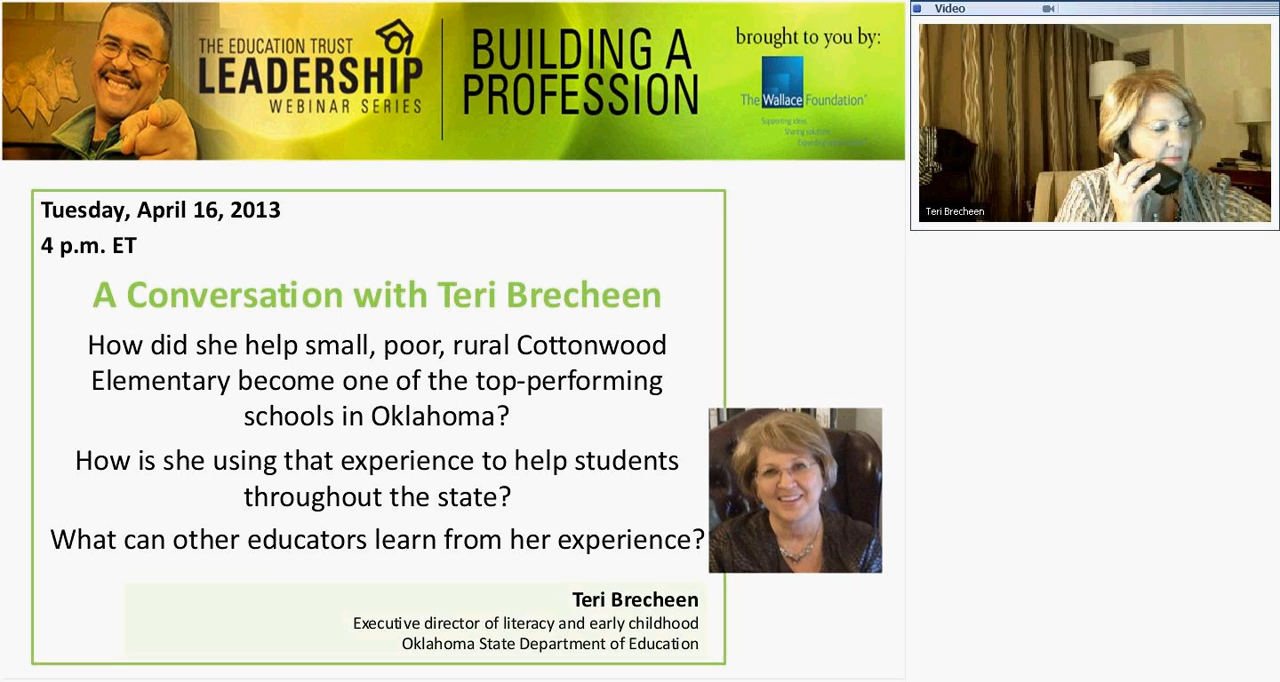 THE EDUCATION TRUST
LEADERSHIP
WEBINAR SERIES
BUILDING A
PROFESSION
brought to you by:
The Wallace Foundation®
Supporting ideas.
Sharing solutions.
Video
Teri Brecheen
Tuesday, April 16, 2013
4 p.m. ET
A Conversation with Teri Brecheen
How did she help small, poor, rural Cottonwood
Elementary become one of the top-performing
schools in Oklahoma?
How is she using that experience to help students
throughout the state?
What can other educators learn from her experience?
Teri Brecheen
Executive director of literacy and early childhood
Oklahoma State Department of Education